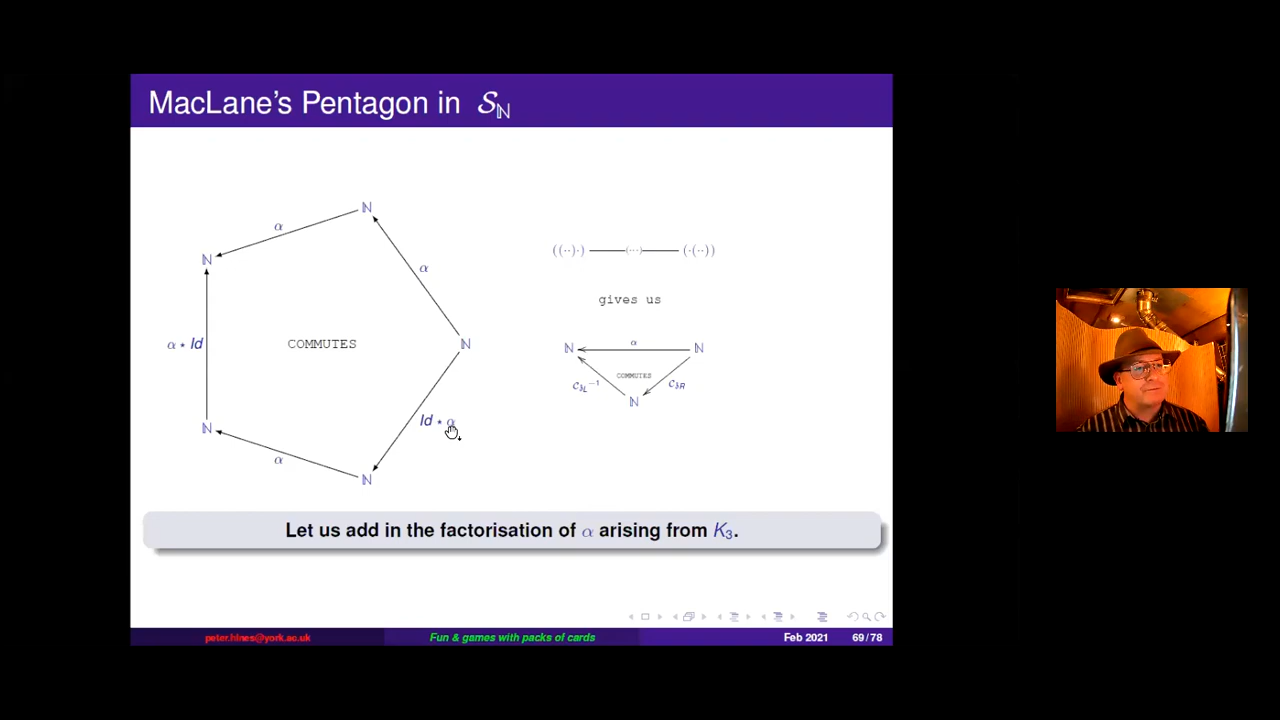 MacLane's Pentagon in 𝒮ℕ
ℕ
α
ℕ
α
((··)·) (···) (·(··))
gives us
α ⋆ Id
COMMUTES
ℕ
ℕ α ℕ
COMMUTES
ℕ
Id ⋆ α
ℕ
α
ℕ
Let us add in the factorisation of α arising from K₃.
peter.hines@york.ac.uk Fun & games with packs of cards Feb 2021 69 / 78